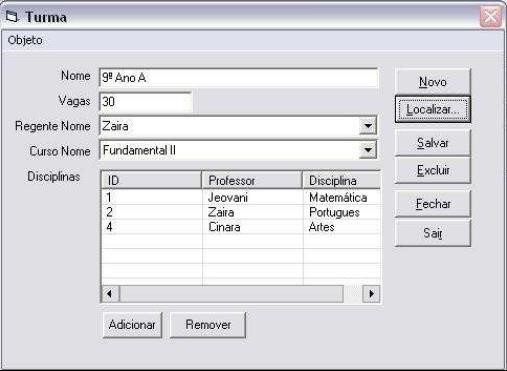 Turma
Objeto
Nome 9º Ano A
Vagas 30
Regente Nome Zaira
Curso Nome Fundamental II
Disciplinas
ID Professor Disciplina
1 Jeovani Matemática
2 Zaira Portugues
4 Cinara Artes
Adicionar Remover
Novo
Localizar...
Salvar
Excluir
Fechar
Sair